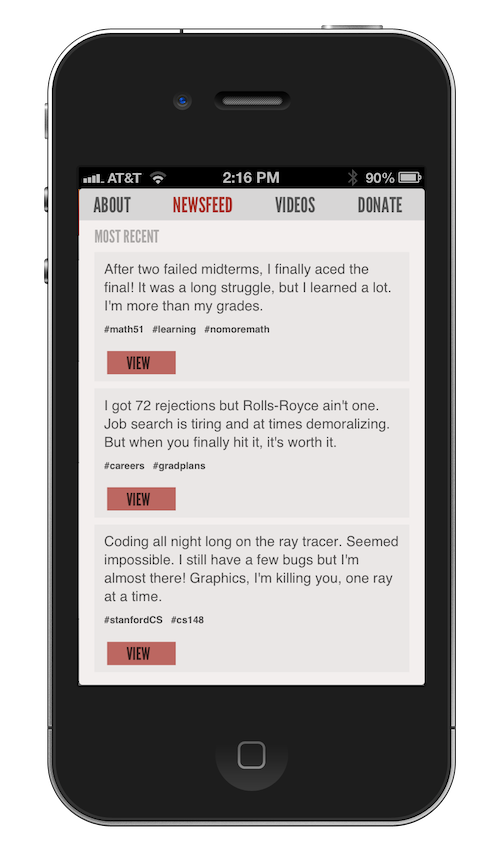 AT&T 2:16 PM 90%
ABOUT NEWSFEED VIDEOS DONATE
MOST RECENT
After two failed midterms, I finally aced the
final! It was a long struggle, but I learned a lot.
I'm more than my grades.
#math51 #learning #nomoremath
VIEW
I got 72 rejections but Rolls-Royce ain't one.
Job search is tiring and at times demoralizing.
But when you finally hit it, it's worth it.
#careers #gradplans
VIEW
Coding all night long on the ray tracer. Seemed
impossible. I still have a few bugs but I'm
almost there! Graphics, I'm killing you, one ray
at a time.
#stanfordCS #cs148
VIEW